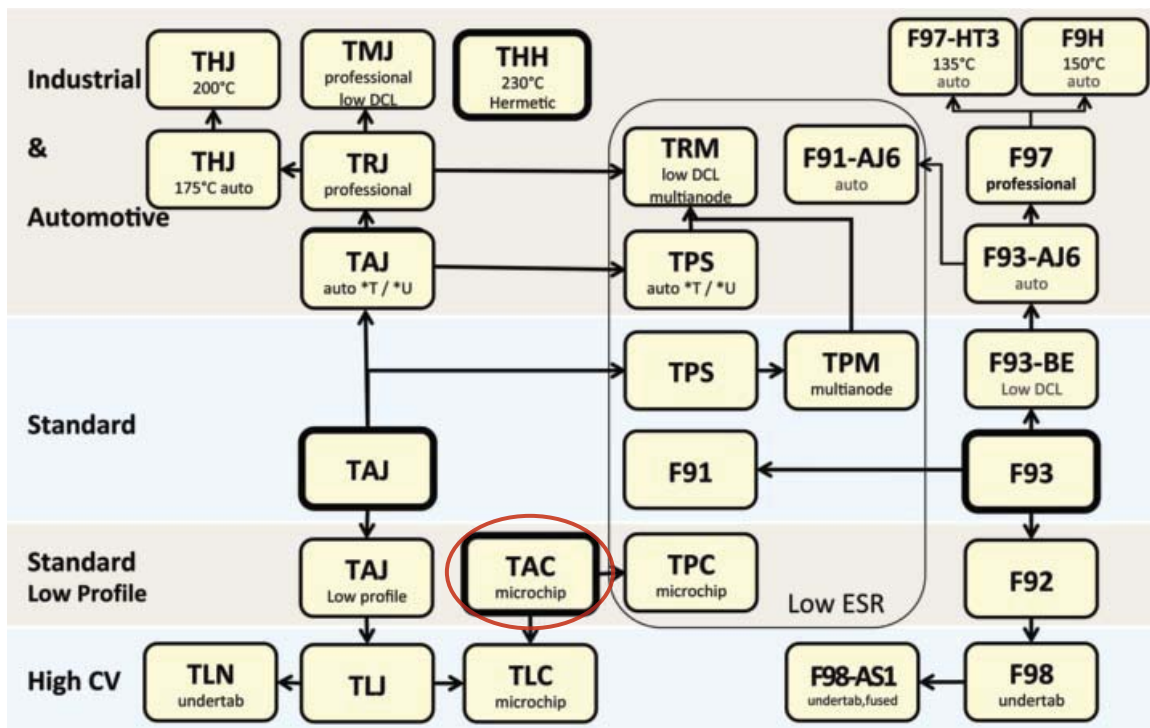 Industrial
&
Automotive
THJ
200°C
TMJ
professional
low DCL
THH
230°C
Hermetic
F97-HT3
135°C
auto
F9H
150°C
auto
THJ
175°C auto
TRJ
professional
TRM
low DCL
multianode
F91-AJ6
auto
F97
professional
TAJ
auto *T / *U
TPS
auto *T / *U
F93-AJ6
auto
Standard
TPS
TPM
multianode
F93-BE
Low DCL
TAJ
F91
F93
Standard
Low Profile
TAJ
Low profile
TAC
microchip
TPC
microchip
Low ESR
F92
High CV
TLN
undertab
TLJ
TLC
microchip
F98-AS1
undertab,fused
F98
undertab